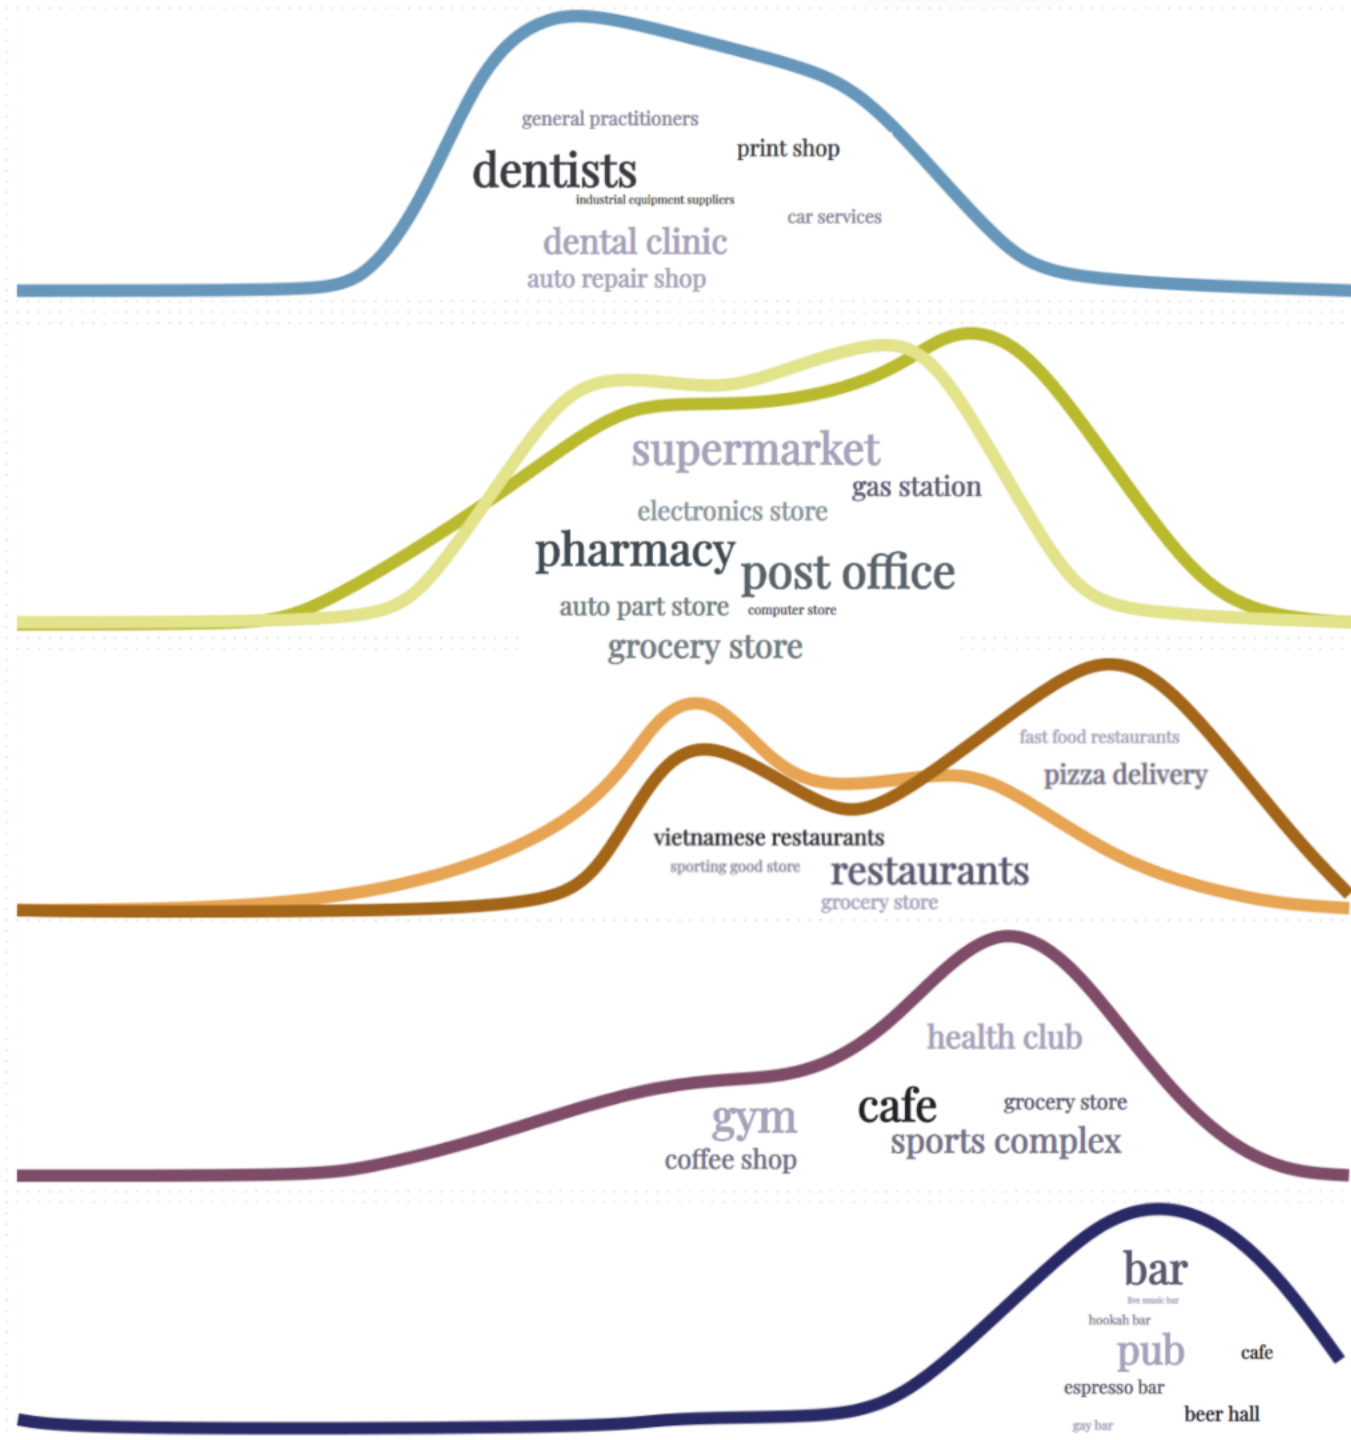 general practitioners
print shop
dentists
industrial equipment suppliers
car services
dental clinic
auto repair shop
supermarket
gas station
electronics store
pharmacy
post office
auto part store
computer store
grocery store
fast food restaurants
pizza delivery
vietnamese restaurants
sporting good store
restaurants
grocery store
health club
cafe
grocery store
gym
sports complex
coffee shop
bar
live music bar
hookah bar
pub
cafe
espresso bar
beer hall
gay bar